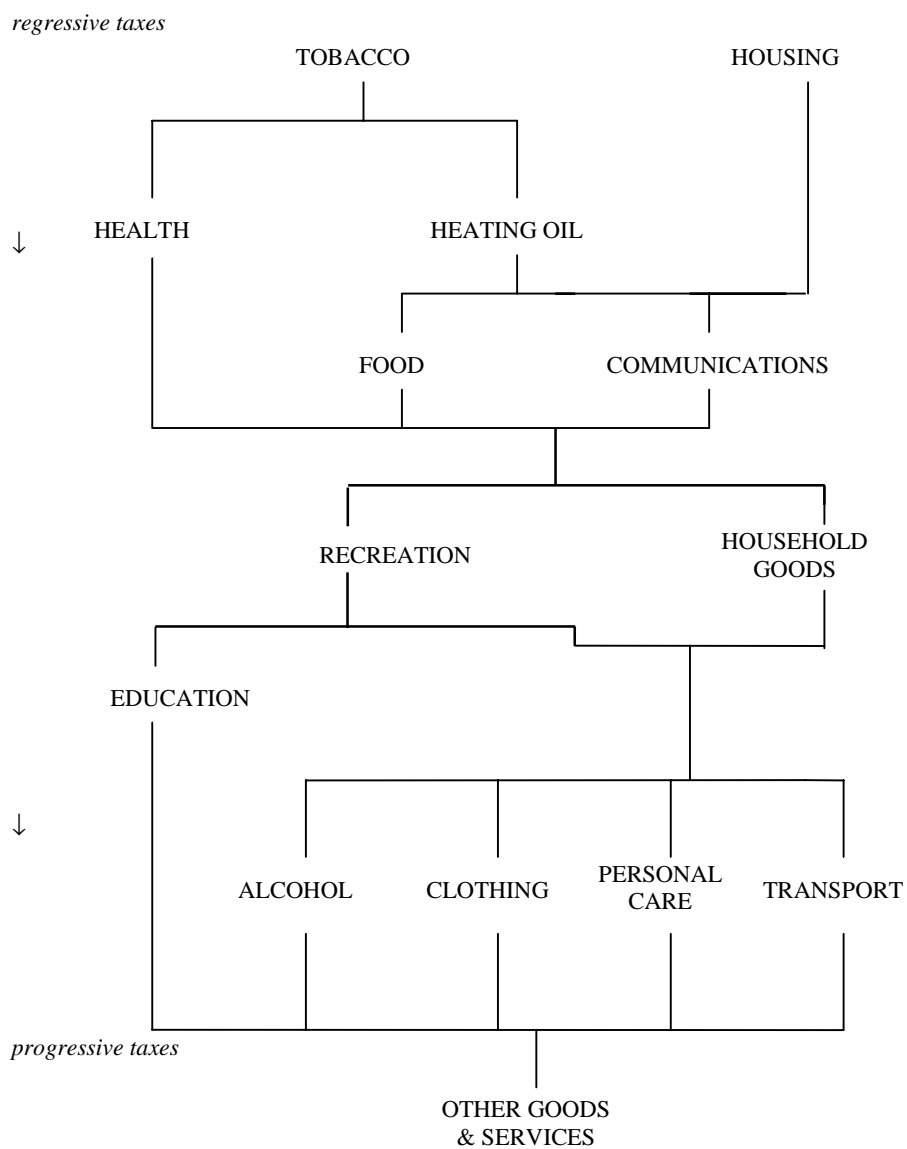 regressive taxes
TOBACCO
HOUSING
↓
HEALTH
HEATING OIL
FOOD
COMMUNICATIONS
RECREATION
HOUSEHOLD
GOODS
EDUCATION
↓
ALCOHOL
CLOTHING
PERSONAL
CARE
TRANSPORT
progressive taxes
OTHER GOODS
& SERVICES